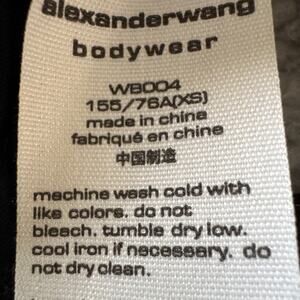 alexanderwang
bodywear
WB004
155/76A(XS)
made in china
fabriqué en chine
中国制造
machine wash cold with
like colors. do not
bleach. tumble dry low.
cool iron if necessary. do
not dry clean.